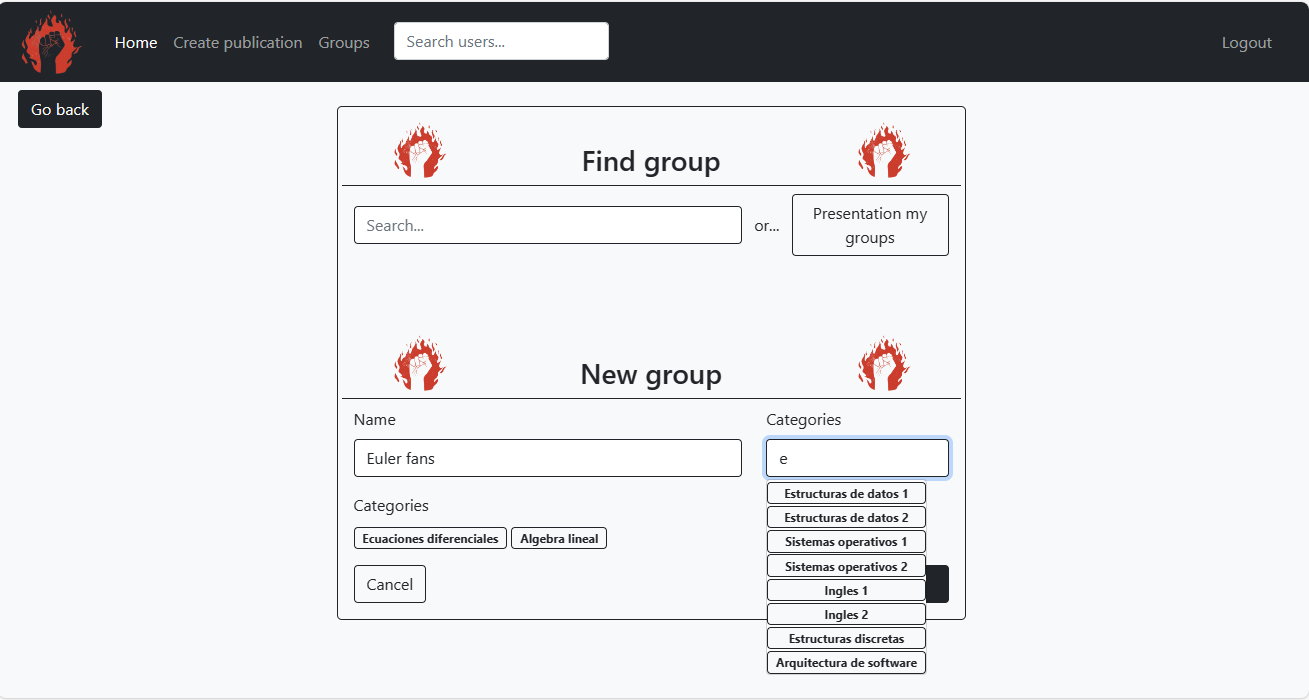 Home Create publication Groups Search users... Logout
Go back
Find group
Search... or... Presentation my
groups
New group
Name Categories
Euler fans e
Categories
Ecuaciones diferenciales Algebra lineal
Cancel
Estructuras de datos 1
Estructuras de datos 2
Sistemas operativos 1
Sistemas operativos 2
Ingles 1
Ingles 2
Estructuras discretas
Arquitectura de software